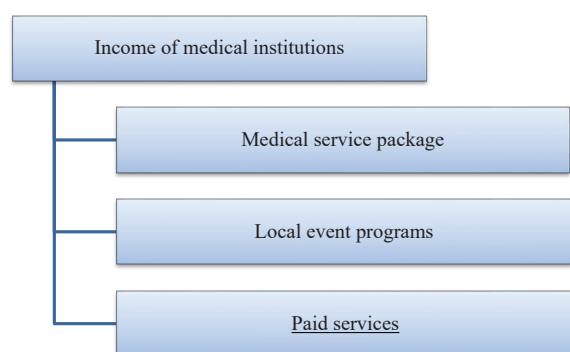 Income of medical institutions
Medical service package
Local event programs
Paid services